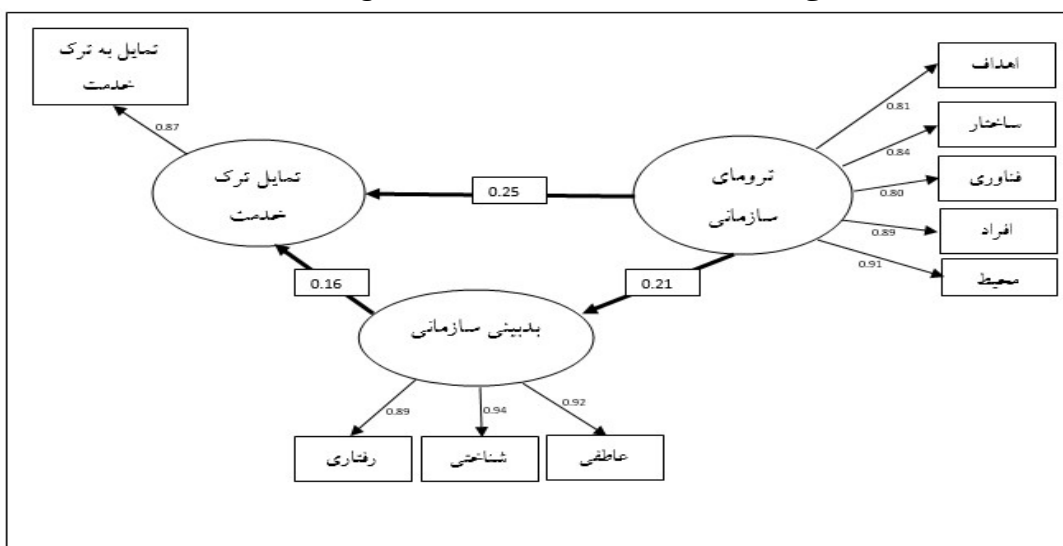 تمایل به ترک
خدمت
0.87
تمایل ترک
خدمت
0.25
ترومای
سازمانی
0.81
اهداف
0.84
ساختار
0.80
فناوری
0.89
افراد
0.91
محیط
0.16
0.21
بدبینی سازمانی
0.89
0.94
0.92
رفتاری
شناختی
عاطفی